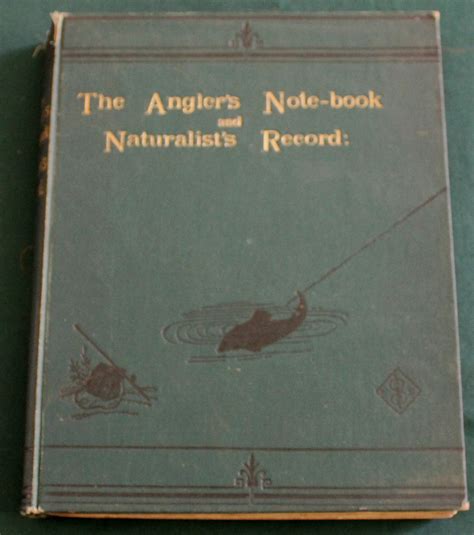 The Angler's Note-book
and
Naturalist's Record: